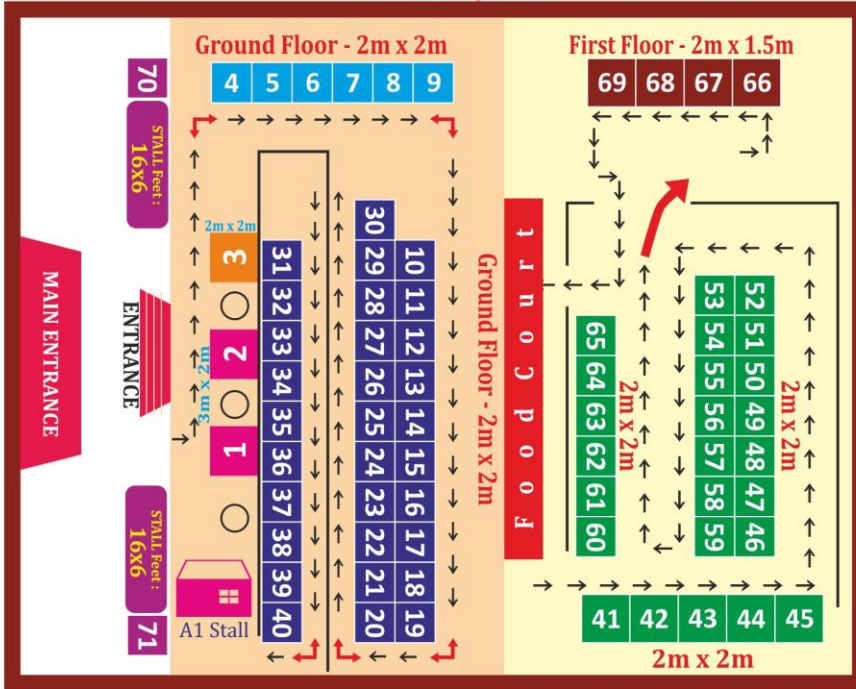 Ground Floor - 2m x 2m
First Floor - 2m x 1.5m
70
4 5 6 7 8 9
69 68 67 66
STALL Feet :
16x6
2m x 2m
3
2
1
3m x 2m
MAIN ENTRANCE
ENTRANCE
31
32
33
34
35
36
37
38
39
40
30
29
28
27
26
25
24
23
22
21
20
10
11
12
13
14
15
16
17
18
19
Ground Floor - 2m x 2m
Food Court
65
64
63
62
61
60
2m x 2m
53
54
55
56
57
58
59
52
51
50
49
48
47
46
2m x 2m
STALL Feet :
16x6
71
A1 Stall
41 42 43 44 45
2m x 2m